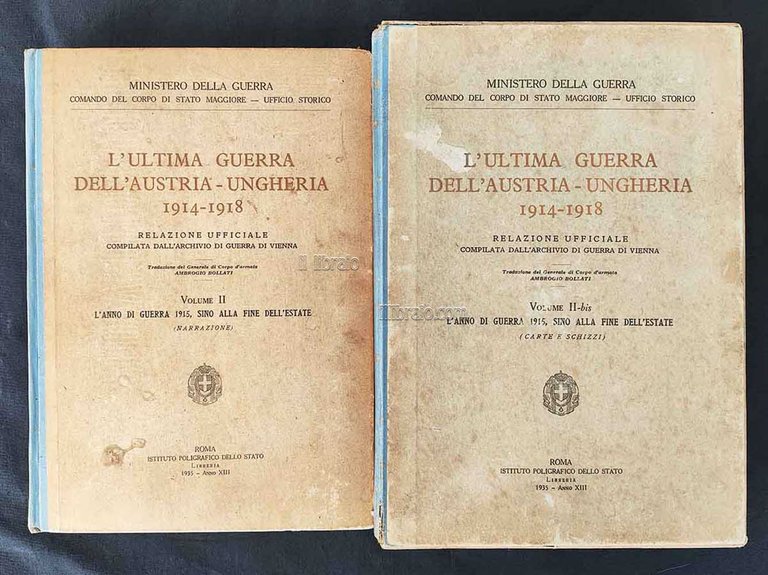 MINISTERO DELLA GUERRA
COMANDO DEL CORPO DI STATO MAGGIORE — UFFICIO STORICO
L'ULTIMA GUERRA
DELL'AUSTRIA - UNGHERIA
1914-1918
RELAZIONE UFFICIALE
COMPILATA DALL'ARCHIVIO DI GUERRA DI VIENNA
Traduzione del Generale di Corpo d'armata
AMBROGIO BOLLATI
VOLUME II
L'ANNO DI GUERRA 1915, SINO ALLA FINE DELL'ESTATE
(NARRAZIONE)
ROMA
ISTITUTO POLIGRAFICO DELLO STATO
LIBRERIA
1935 - ANNO XIII
MINISTERO DELLA GUERRA
COMANDO DEL CORPO DI STATO MAGGIORE — UFFICIO STORICO
L'ULTIMA GUERRA
DELL'AUSTRIA - UNGHERIA
1914-1918
RELAZIONE UFFICIALE
COMPILATA DALL'ARCHIVIO DI GUERRA DI VIENNA
Traduzione del Generale di Corpo d'armata
AMBROGIO BOLLATI
VOLUME II-bis
L'ANNO DI GUERRA 1915, SINO ALLA FINE DELL'ESTATE
(CARTE E SCHIZZI)
ROMA
ISTITUTO POLIGRAFICO DELLO STATO
LIBRERIA
1935 - ANNO XIII